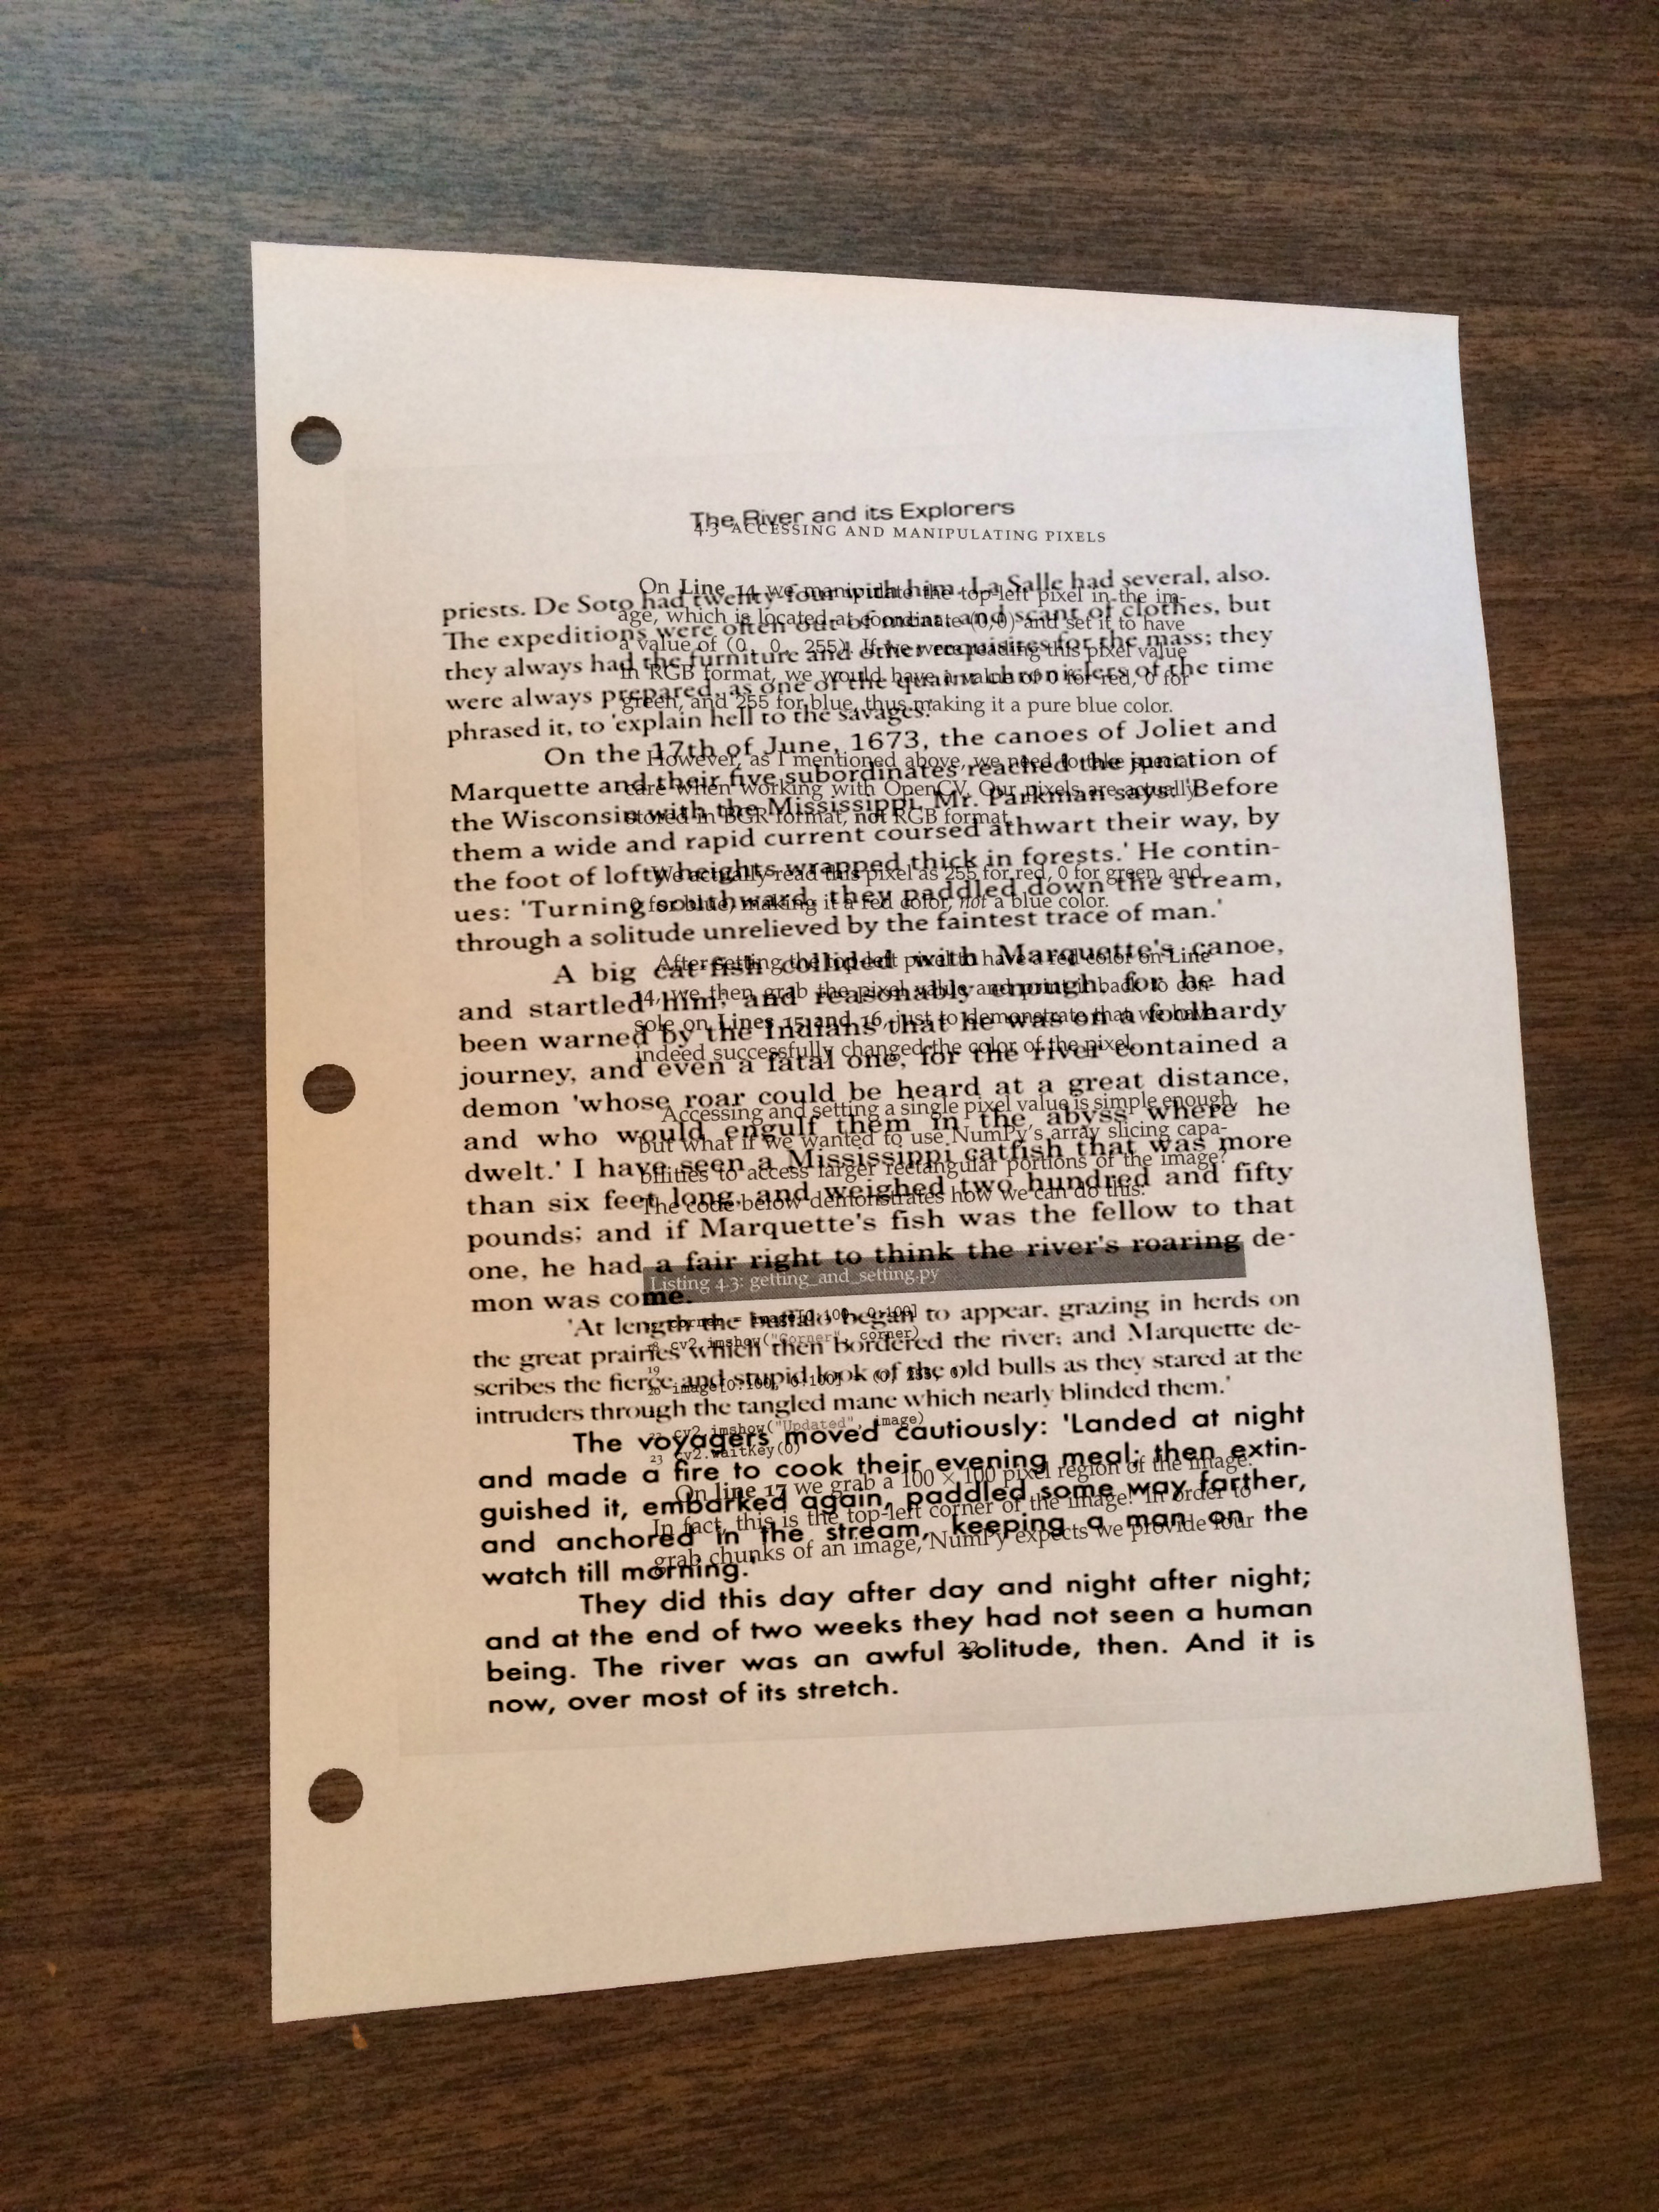 The River and its Explorers
priests. De Soto had twenty-four with him. La Salle had several, also.
The expeditions were often out of meat, and scant of clothes, but
they always had the furniture and other requisites for the mass; they
were always prepared, as one of the quaint chroniclers of the time
phrased it, to 'explain hell to the savages.'
On the 17th of June, 1673, the canoes of Joliet and
Marquette and their five subordinates reached the junction of
the Wisconsin with the Mississippi. Mr. Parkman says: 'Before
them a wide and rapid current coursed athwart their way, by
the foot of lofty heights wrapped thick in forests.' He contin-
ues: 'Turning southward, they paddled down the stream,
through a solitude unrelieved by the faintest trace of man.'
A big cat-fish collided with Marquette's canoe,
and startled him; and reasonably enough, for he had
been warned by the Indians that he was on a foolhardy
journey, and even a fatal one, for the river contained a
demon 'whose roar could be heard at a great distance,
and who would engulf them in the abyss where he
dwelt.' I have seen a Mississippi catfish that was more
than six feet long, and weighed two hundred and fifty
pounds; and if Marquette's fish was the fellow to that
one, he had a fair right to think the river's roaring de-
mon was come.
'At length the buffalo began to appear, grazing in herds on
the great prairies which then bordered the river; and Marquette de-
scribes the fierce and stupid look of the old bulls as they stared at the
intruders through the tangled mane which nearly blinded them.'
The voyagers moved cautiously: 'Landed at night
and made a fire to cook their evening meal; then extin-
guished it, embarked again, paddled some way farther,
and anchored in the stream, keeping a man on the
watch till morning.'
They did this day after day and night after night;
and at the end of two weeks they had not seen a human
being. The river was an awful solitude, then. And it is
now, over most of its stretch.
4.3 ACCESSING AND MANIPULATING PIXELS
On Line 14 we manipulate the top-left pixel in the im-
age, which is located at coordinate (0,0) and set it to have
a value of (0, 0, 255). If we were reading this pixel value
in RGB format, we would have a value of 0 for red, 0 for
green, and 255 for blue, thus making it a pure blue color.
However, as I mentioned above, we need to take special
care when working with OpenCV. Our pixels are actually
stored in BGR format, not RGB format.
We actually read this pixel as 255 for red, 0 for green, and
0 for blue, making it a red color, not a blue color.
After setting the top-left pixel to have a red color on Line
14, we then grab the pixel value and print it back to con-
sole on Lines 15 and 16, just to demonstrate that we have
indeed successfully changed the color of the pixel.
Accessing and setting a single pixel value is simple enough,
but what if we wanted to use NumPy's array slicing capa-
bilities to access larger rectangular portions of the image?
The code below demonstrates how we can do this:
Listing 4.3: getting_and_setting.py
corner = image[0:100, 0:100]
18 cv2.imshow("Corner", corner)
19
20 image[0:100, 0:100] = (0, 255, 0)
cv2.imshow("Updated", image)
23 cv2.waitKey(0)
On line 17 we grab a 100 × 100 pixel region of the image.
In fact, this is the top-left corner of the image! In order to
grab chunks of an image, NumPy expects we provide four
22